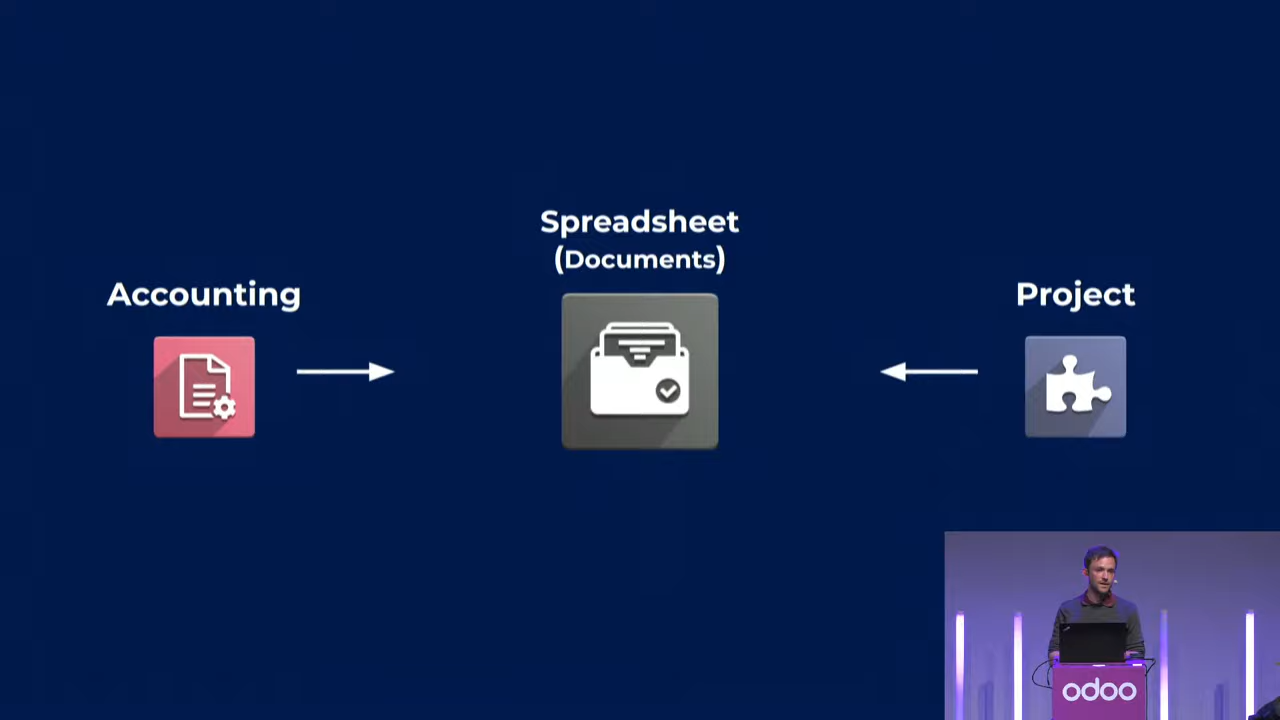 Spreadsheet
(Documents)
Accounting
Project
odoo